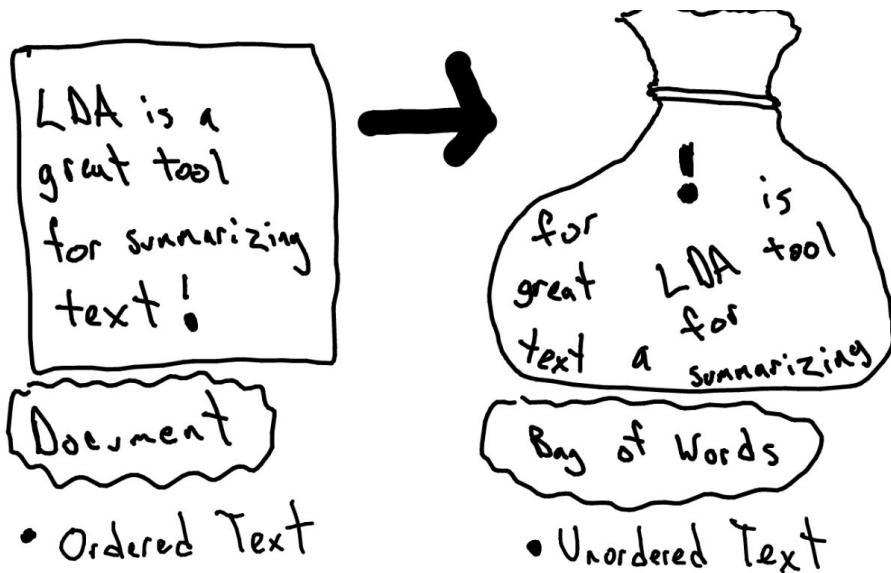 LDA is a
great tool
for summarizing
text!
Document
• Ordered Text
! is
for LDA tool
great for
text a summarizing
Bag of Words
• Unordered Text